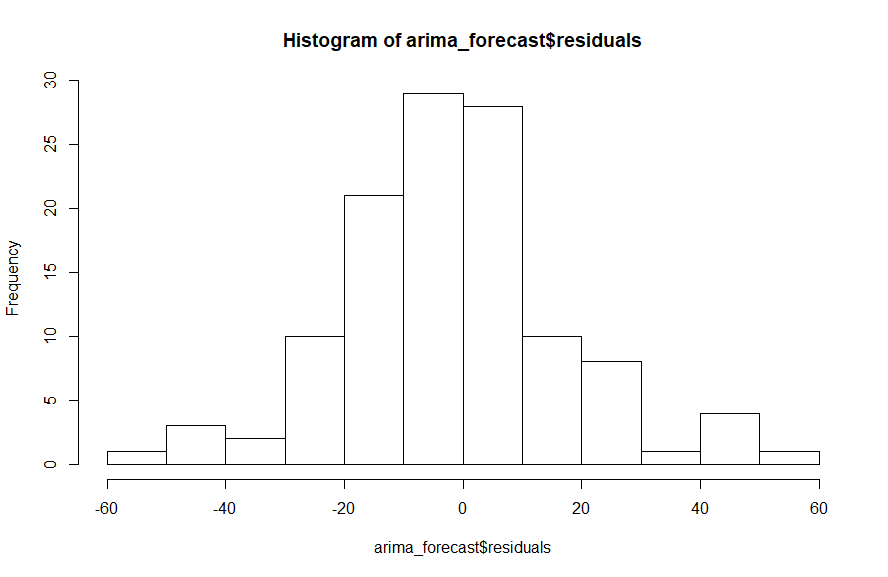 Histogram of arima_forecast$residuals
30
25
20
15
10
5
0
Frequency
-60 -40 -20 0 20 40 60
arima_forecast$residuals